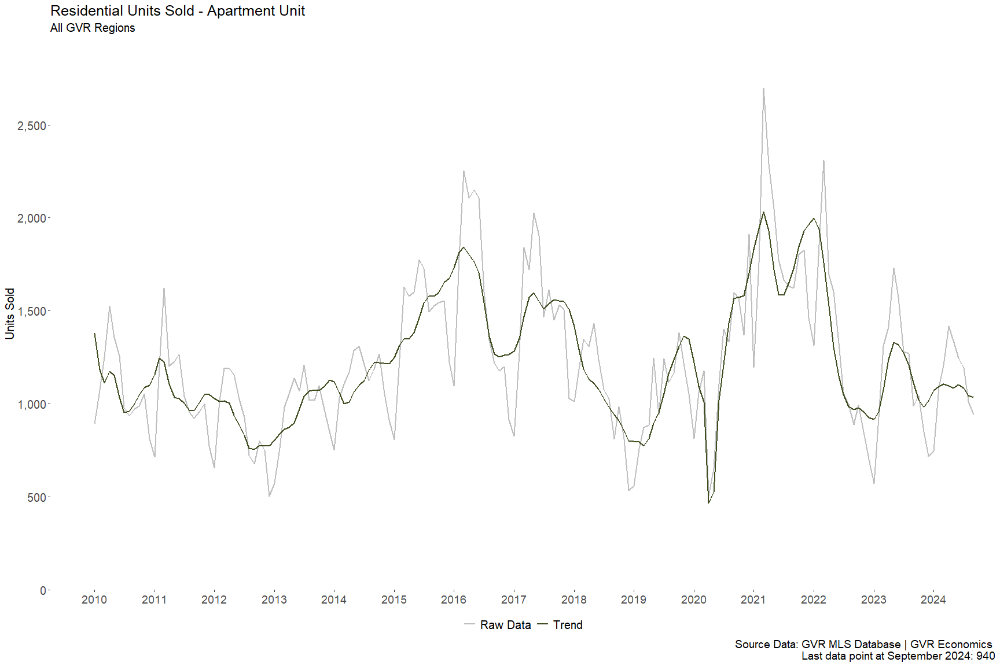 Residential Units Sold - Apartment Unit
All GVR Regions
Units Sold
2,500
2,000
1,500
1,000
500
0
2010 2011 2012 2013 2014 2015 2016 2017 2018 2019 2020 2021 2022 2023 2024
Raw Data Trend
Source Data: GVR MLS Database | GVR Economics
Last data point at September 2024: 940